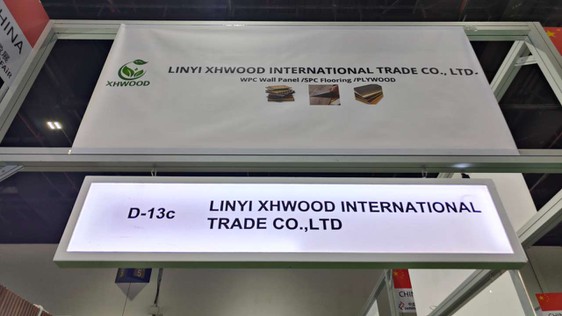 CHINA
LINYI XHWOOD INTERNATIONAL TRADE CO., LTD.
WPC Wall Panel /SPC Flooring /PLYWOOD
XHWOOD
D-13c
LINYI XHWOOD INTERNATIONAL
TRADE CO.,LTD